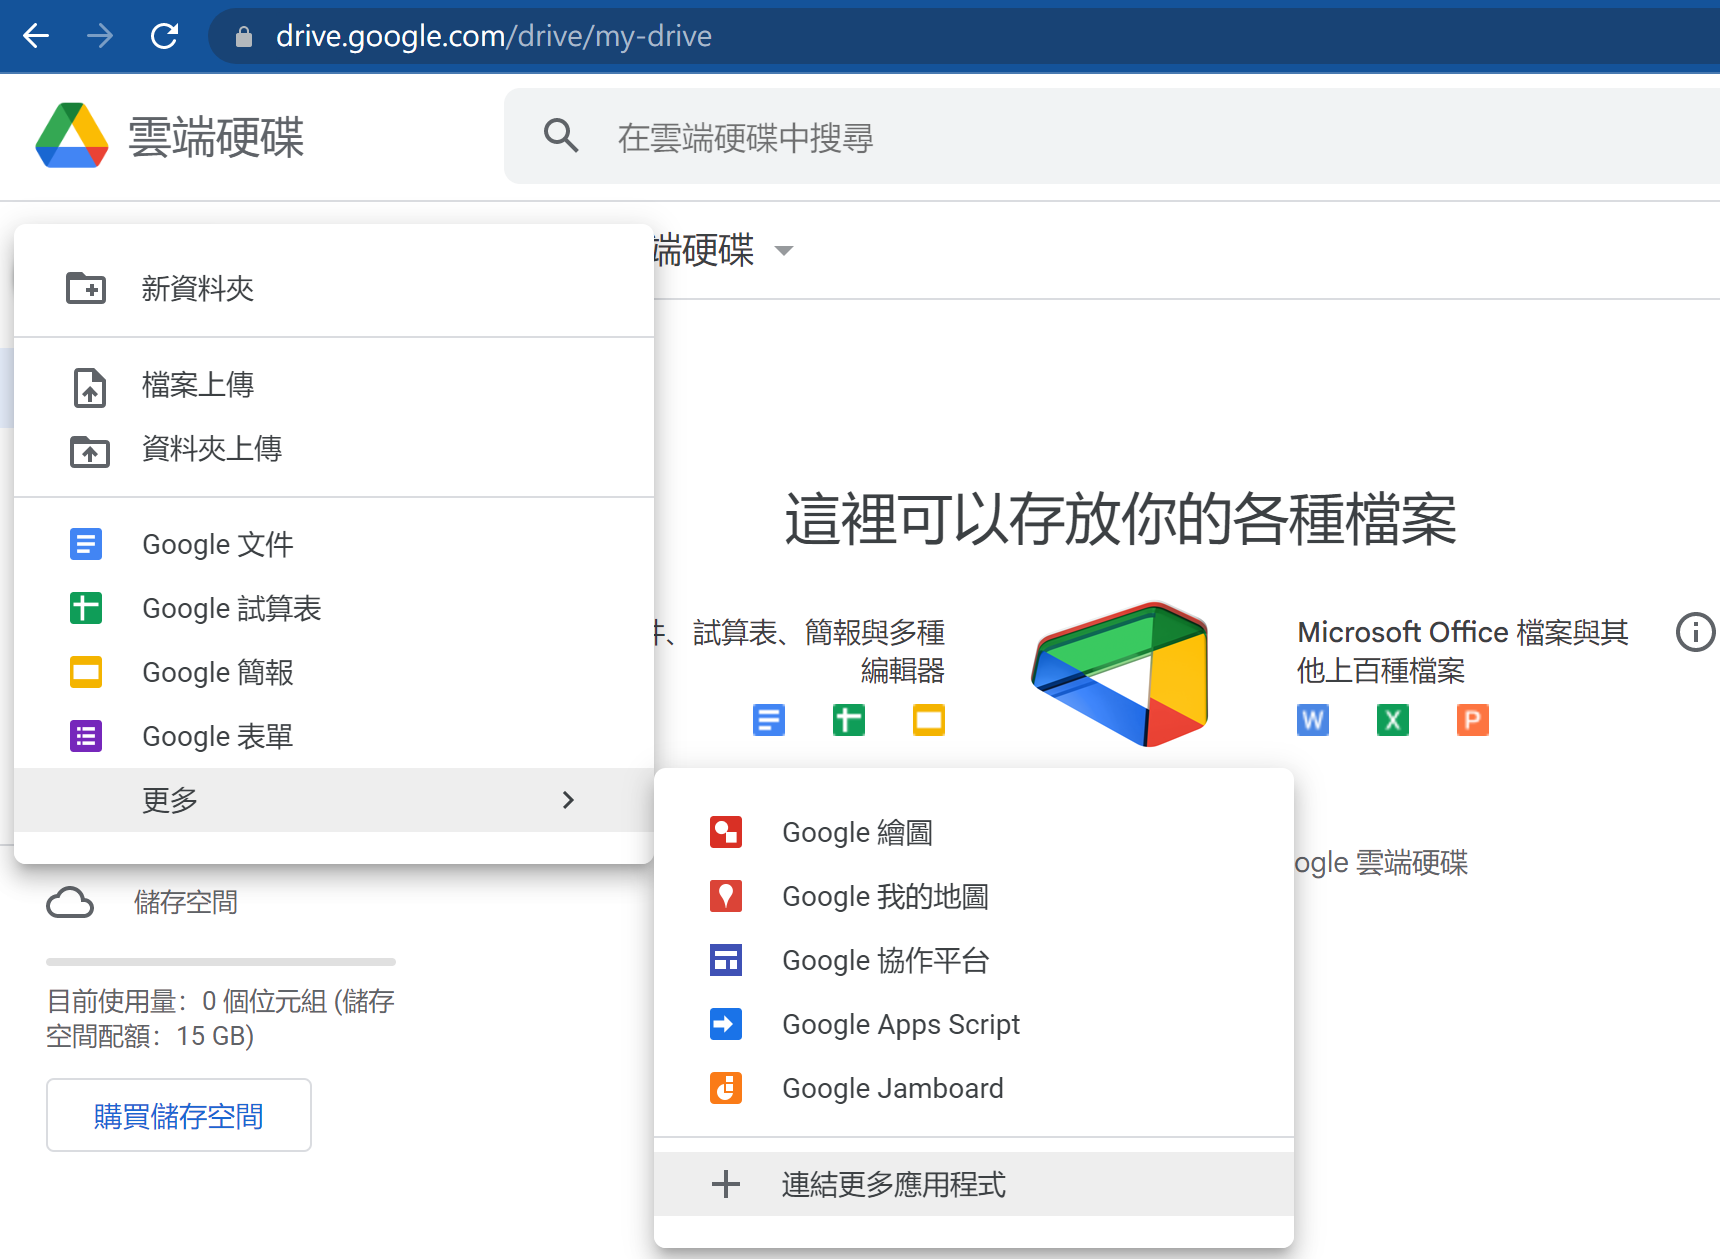 drive.google.com/drive/my-drive
雲端硬碟
在雲端硬碟中搜尋
端硬碟
新資料夾
檔案上傳
資料夾上傳
Google 文件
Google 試算表
Google 簡報
Google 表單
更多
這裡可以存放你的各種檔案
件、試算表、簡報與多種
編輯器
Microsoft Office 檔案與其
他上百種檔案
W
X
P
Google 繪圖
Google 我的地圖
Google 協作平台
Google Apps Script
Google Jamboard
連結更多應用程式
ogle 雲端硬碟
儲存空間
目前使用量：0 個位元組 (儲存
空間配額：15 GB)
購買儲存空間